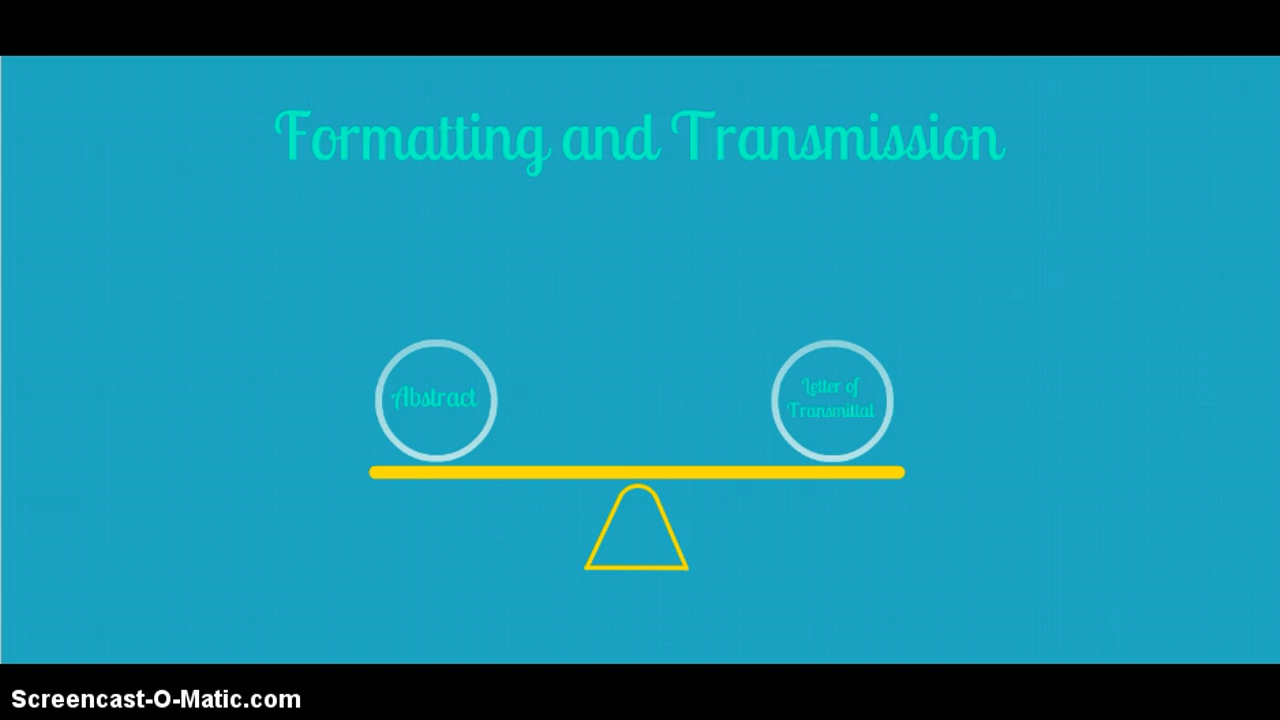 Formatting and Transmission
Abstract
Letter of
Transmittal
Screencast-O-Matic.com